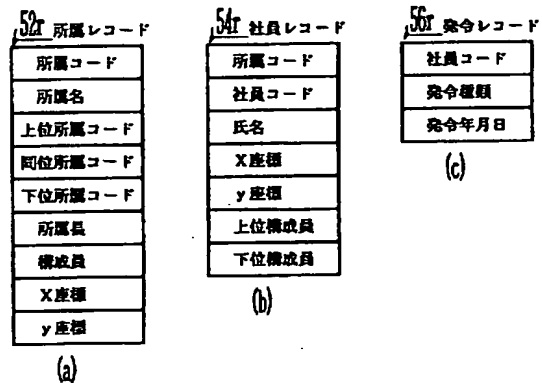 52r 所属レコード
所属コード
所属名
上位所属コード
同位所属コード
下位所属コード
所属長
構成員
X座標
y座標
(a)
54r 社員レコード
所属コード
社員コード
氏名
X座標
y座標
上位構成員
下位構成員
(b)
56r 発令レコード
社員コード
発令種類
発令年月日
(c)